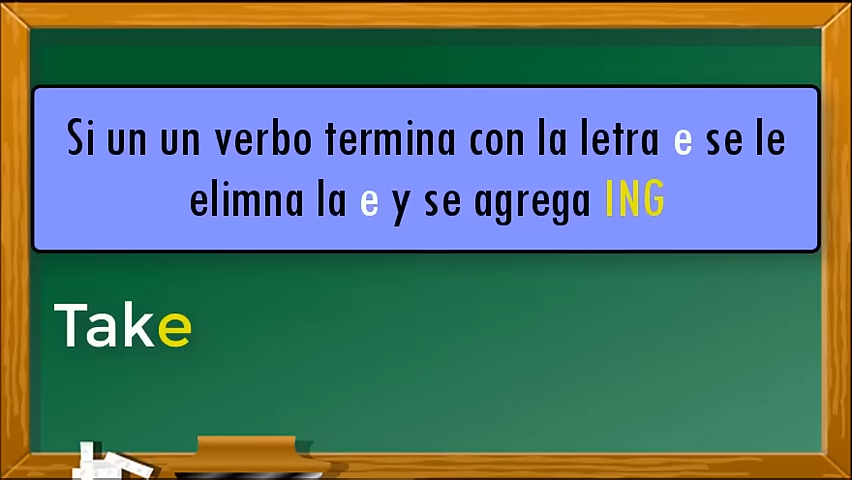 Si un un verbo termina con la letra e se le
elimna la e y se agrega ING
Take